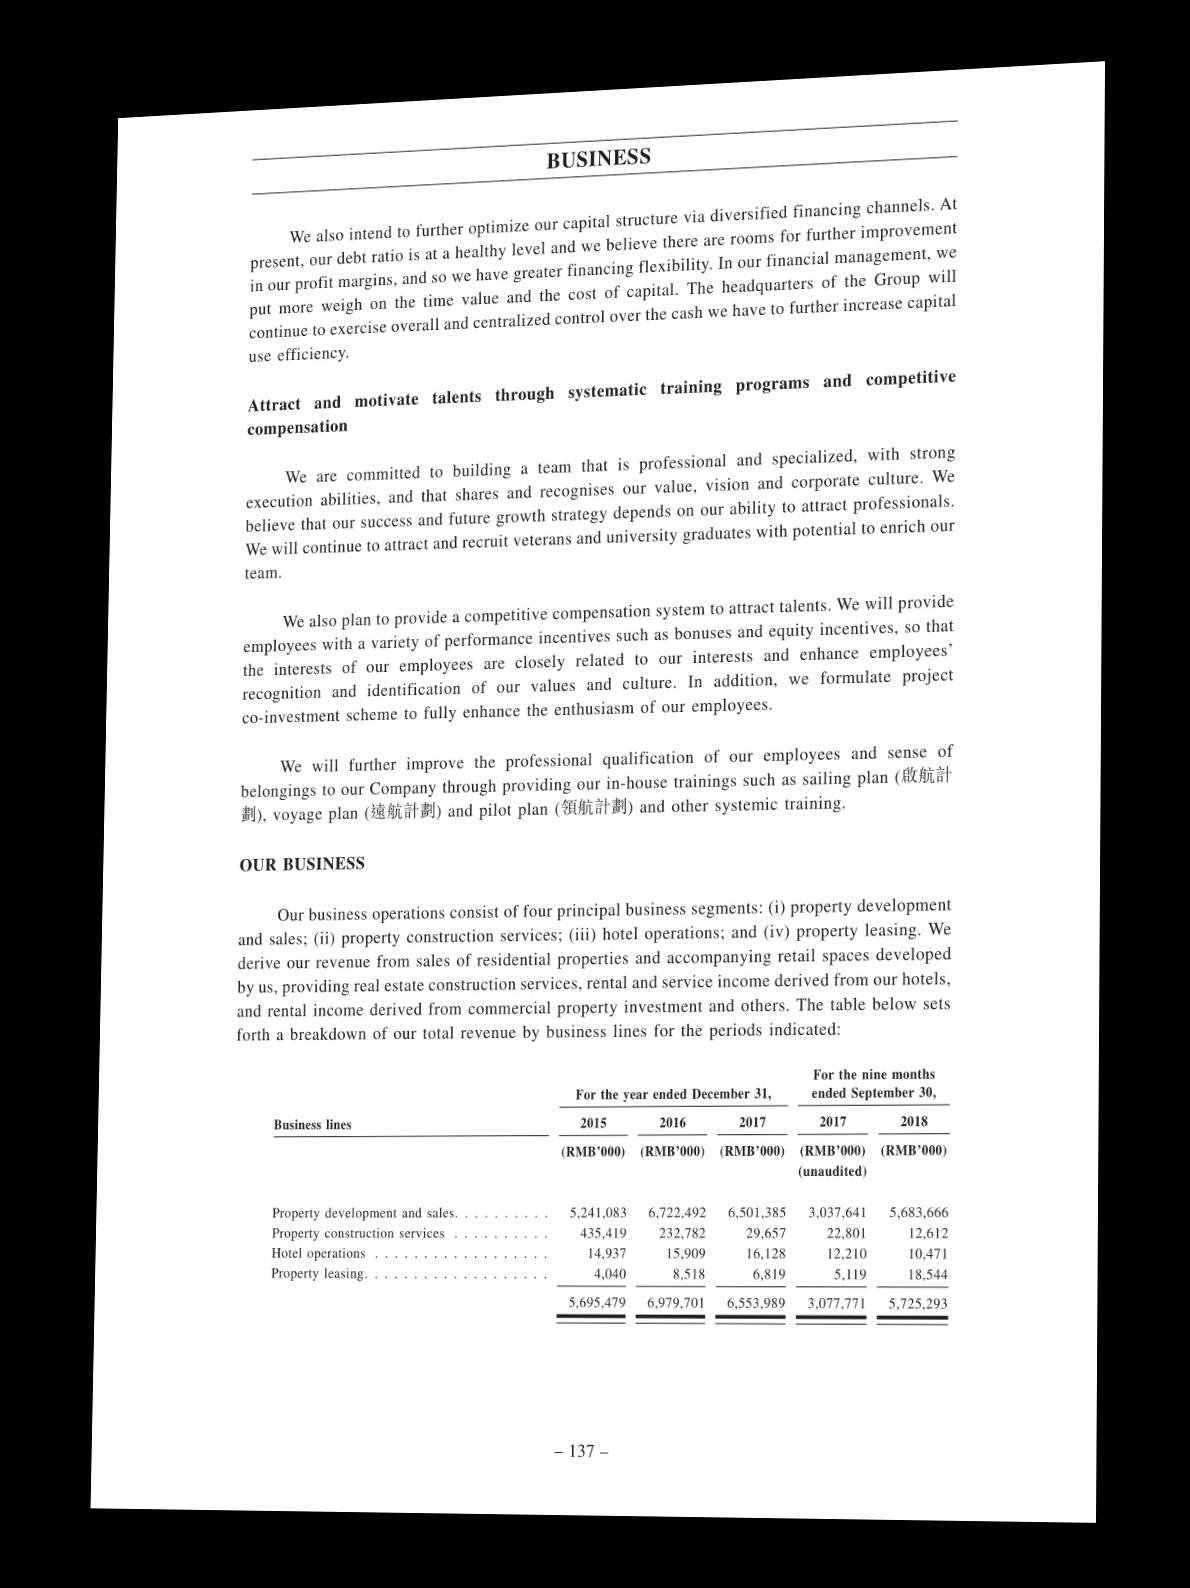 BUSINESS
We also intend to further optimize our capital structure via diversified financing channels. At
present, our debt ratio is at a healthy level and we believe there are rooms for further improvement
in our profit margins, and so we have greater financing flexibility. In our financial management, we
put more weigh on the time value and the cost of capital. The headquarters of the Group will
continue to exercise overall and centralized control over the cash we have to further increase capital
use efficiency.
Attract and motivate talents through systematic training programs and competitive
compensation
We are committed to building a team that is professional and specialized, with strong
execution abilities, and that shares and recognises our value, vision and corporate culture. We
believe that our success and future growth strategy depends on our ability to attract professionals.
We will continue to attract and recruit veterans and university graduates with potential to enrich our
team.
We also plan to provide a competitive compensation system to attract talents. We will provide
employees with a variety of performance incentives such as bonuses and equity incentives, so that
the interests of our employees are closely related to our interests and enhance employees'
recognition and identification of our values and culture. In addition, we formulate project
co-investment scheme to fully enhance the enthusiasm of our employees.
We will further improve the professional qualification of our employees and sense of
belongings to our Company through providing our in-house trainings such as sailing plan (啟航計
劃), voyage plan (遠航計劃) and pilot plan (領航計劃) and other systemic training.
OUR BUSINESS
Our business operations consist of four principal business segments: (i) property development
and sales; (ii) property construction services; (iii) hotel operations; and (iv) property leasing. We
derive our revenue from sales of residential properties and accompanying retail spaces developed
by us, providing real estate construction services, rental and service income derived from our hotels,
and rental income derived from commercial property investment and others. The table below sets
forth a breakdown of our total revenue by business lines for the periods indicated:
For the year ended December 31, For the nine months ended September 30,
Business lines 2015 2016 2017 2017 2018
(RMB'000) (RMB'000) (RMB'000) (RMB'000) (RMB'000)
(unaudited)
Property development and sales. . . . . . . . . . 5,241,083 6,722,492 6,501,385 3,037,641 5,683,666
Property construction services . . . . . . . . . . 435,419 232,782 29,657 22,801 12,612
Hotel operations . . . . . . . . . . . . . . . . . . 14,937 15,909 16,128 12,210 10,471
Property leasing. . . . . . . . . . . . . . . . . . . 4,040 8,518 6,819 5,119 18,544
5,695,479 6,979,701 6,553,989 3,077,771 5,725,293
– 137 –